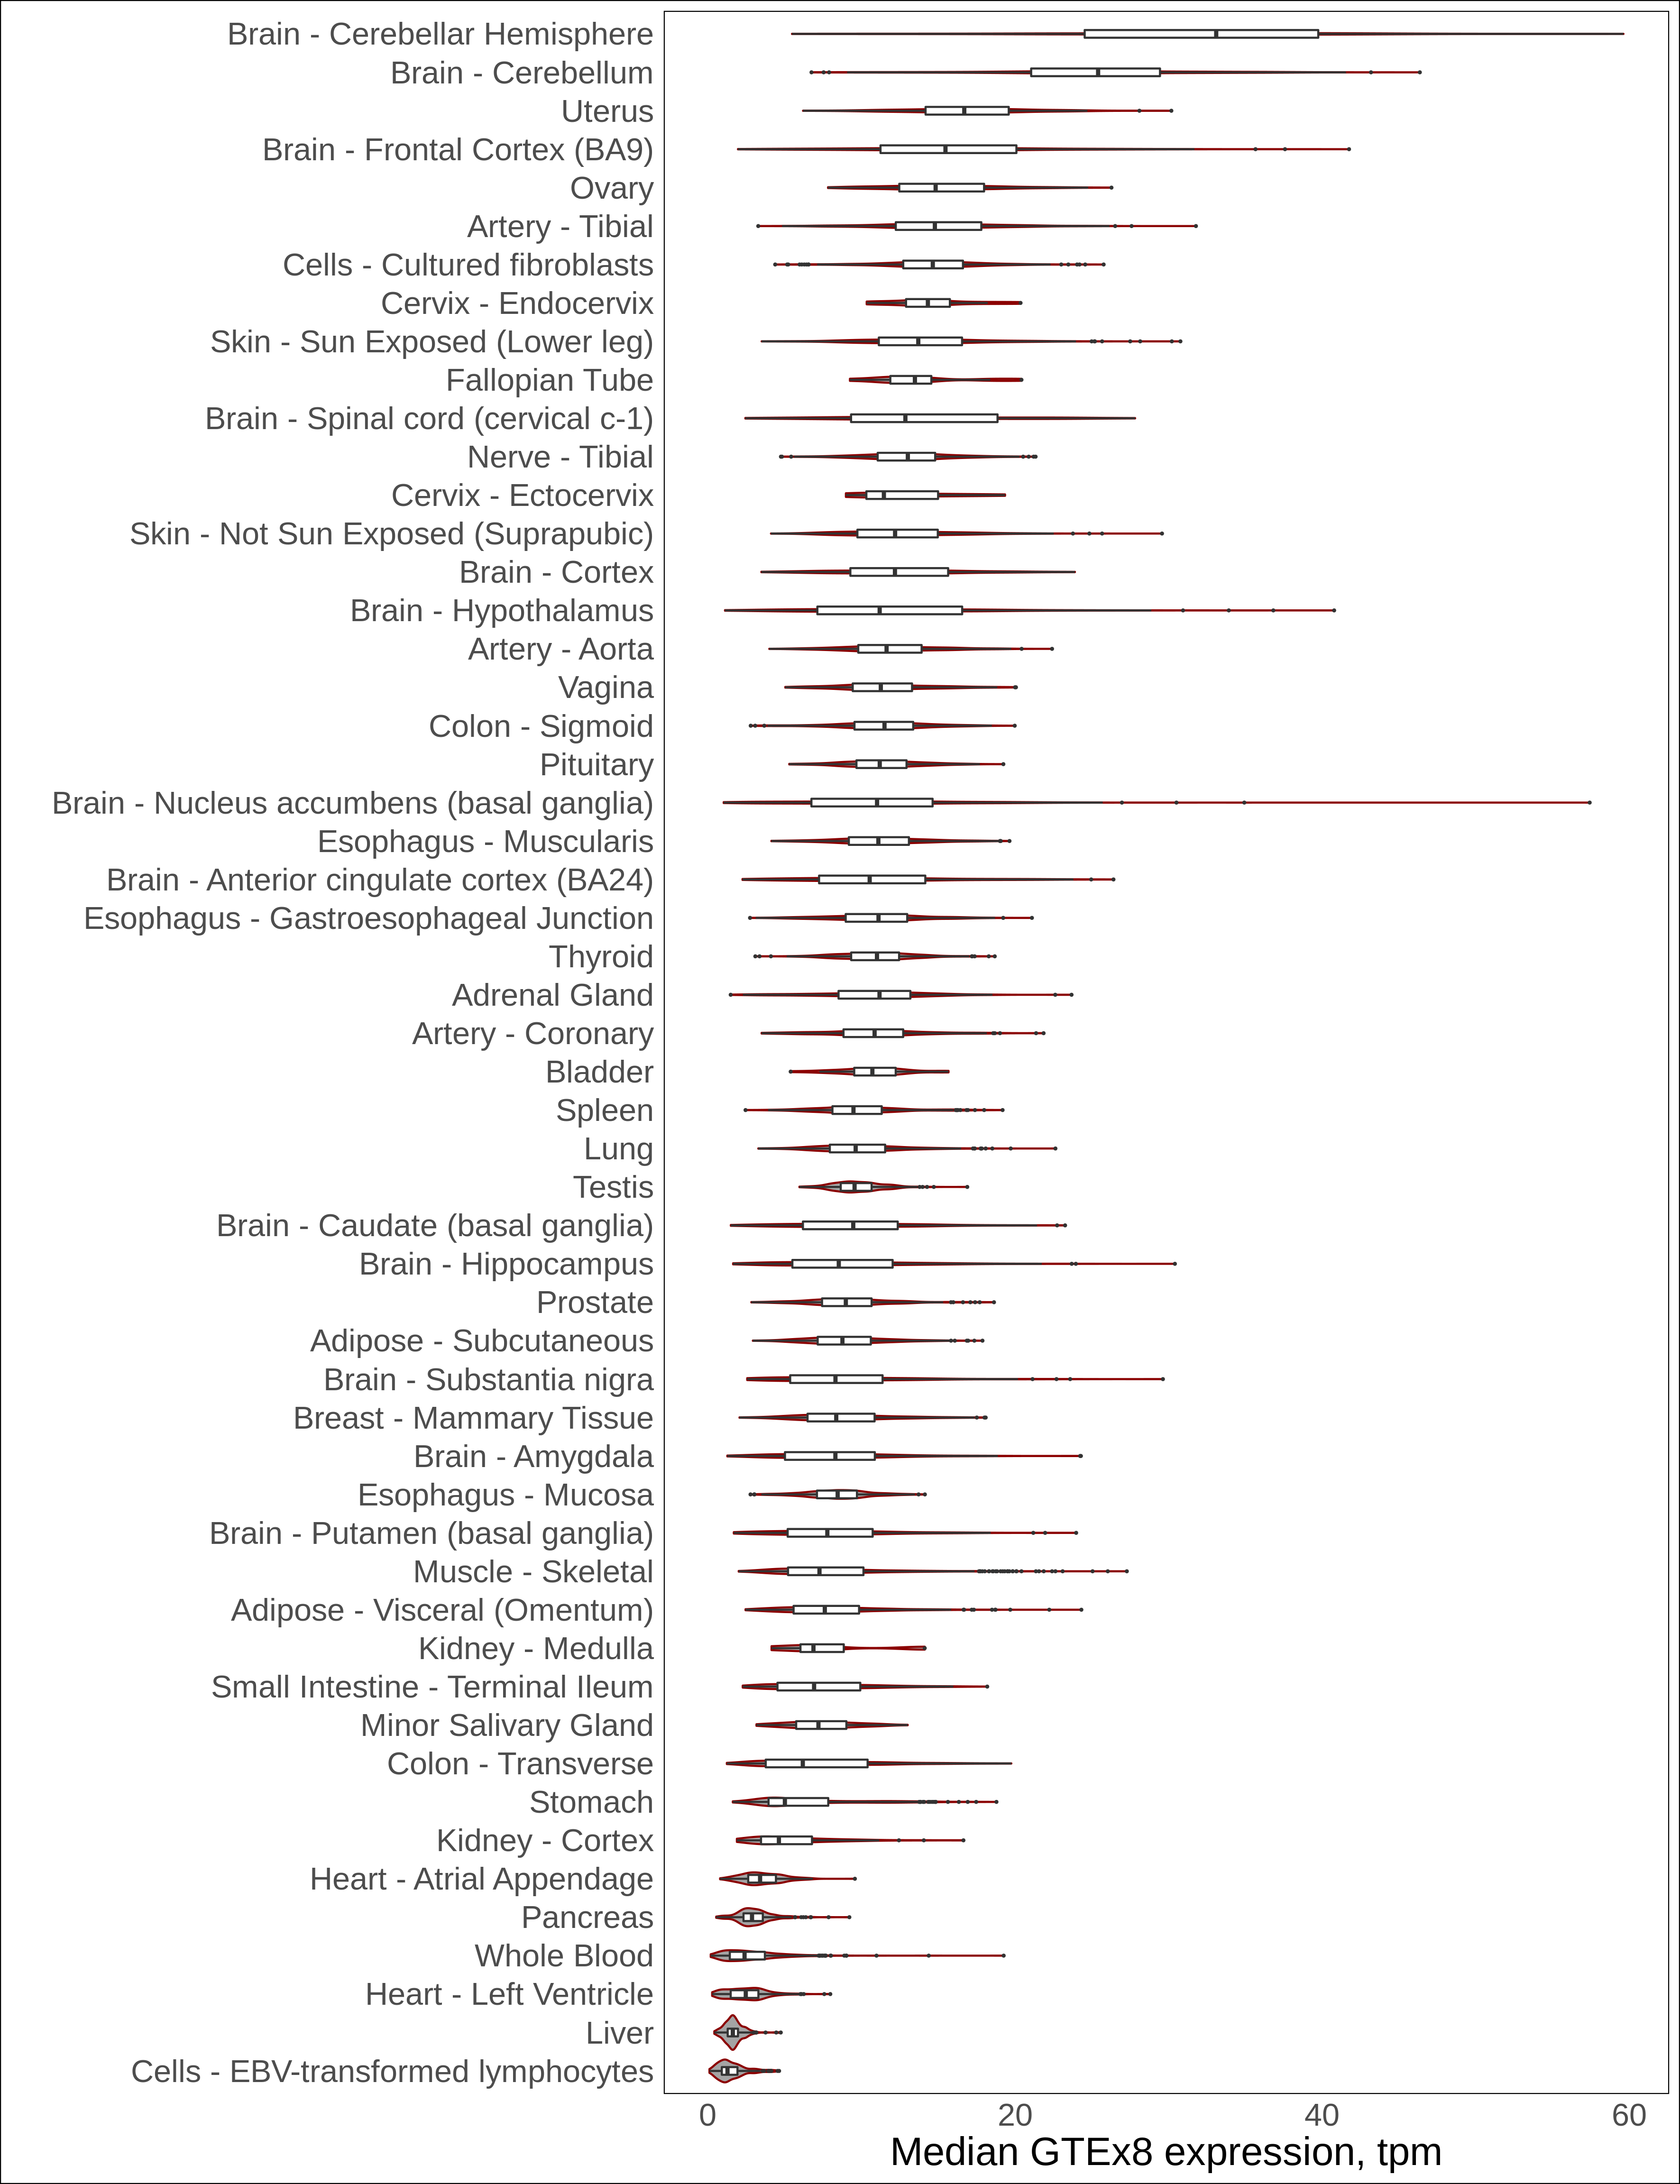 Brain - Cerebellar Hemisphere
Brain - Cerebellum
Uterus
Brain - Frontal Cortex (BA9)
Ovary
Artery - Tibial
Cells - Cultured fibroblasts
Cervix - Endocervix
Skin - Sun Exposed (Lower leg)
Fallopian Tube
Brain - Spinal cord (cervical c-1)
Nerve - Tibial
Cervix - Ectocervix
Skin - Not Sun Exposed (Suprapubic)
Brain - Cortex
Brain - Hypothalamus
Artery - Aorta
Vagina
Colon - Sigmoid
Pituitary
Brain - Nucleus accumbens (basal ganglia)
Esophagus - Muscularis
Brain - Anterior cingulate cortex (BA24)
Esophagus - Gastroesophageal Junction
Thyroid
Adrenal Gland
Artery - Coronary
Bladder
Spleen
Lung
Testis
Brain - Caudate (basal ganglia)
Brain - Hippocampus
Prostate
Adipose - Subcutaneous
Brain - Substantia nigra
Breast - Mammary Tissue
Brain - Amygdala
Esophagus - Mucosa
Brain - Putamen (basal ganglia)
Muscle - Skeletal
Adipose - Visceral (Omentum)
Kidney - Medulla
Small Intestine - Terminal Ileum
Minor Salivary Gland
Colon - Transverse
Stomach
Kidney - Cortex
Heart - Atrial Appendage
Pancreas
Whole Blood
Heart - Left Ventricle
Liver
Cells - EBV-transformed lymphocytes
0 20 40 60
Median GTEx8 expression, tpm